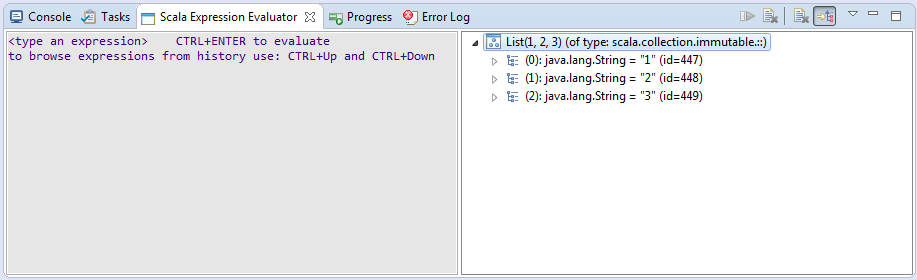 Console Tasks Scala Expression Evaluator Progress Error Log
<type an expression>    CTRL+ENTER to evaluate
to browse expressions from history use: CTRL+Up and CTRL+Down
List(1, 2, 3) (of type: scala.collection.immutable.::)
(0): java.lang.String = "1" (id=447)
(1): java.lang.String = "2" (id=448)
(2): java.lang.String = "3" (id=449)